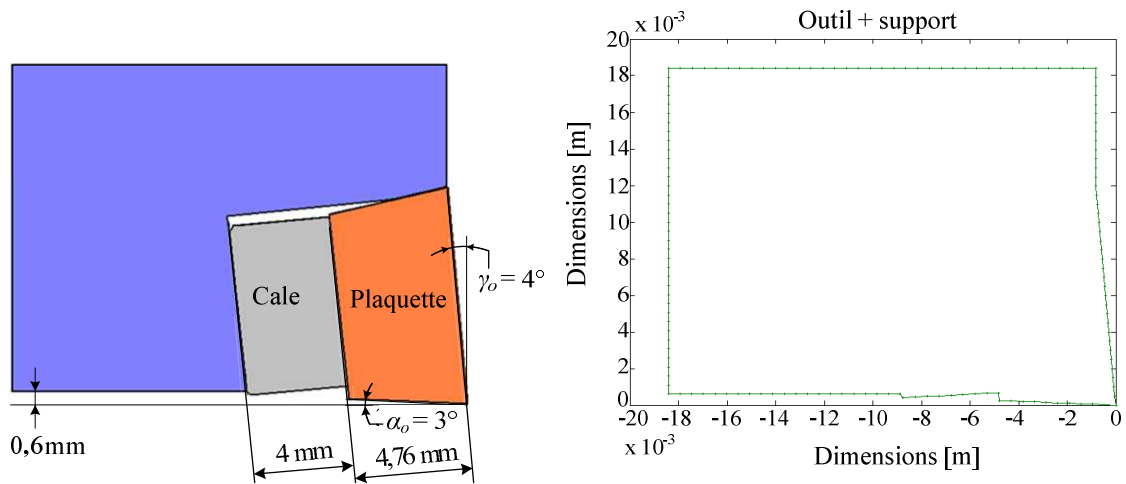 Cale
Plaquette
γₒ = 4°
αₒ = 3°
0,6mm
4 mm
4,76 mm
Outil + support
x 10⁻³
20
18
16
14
12
10
8
6
4
2
0
Dimensions [m]
-20 -18 -16 -14 -12 -10 -8 -6 -4 -2 0
x 10⁻³
Dimensions [m]